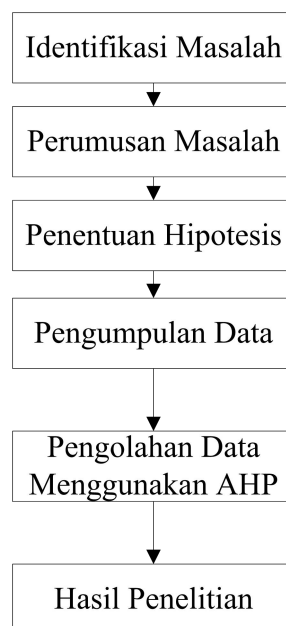 Identifikasi Masalah
Perumusan Masalah
Penentuan Hipotesis
Pengumpulan Data
Pengolahan Data
Menggunakan AHP
Hasil Penelitian